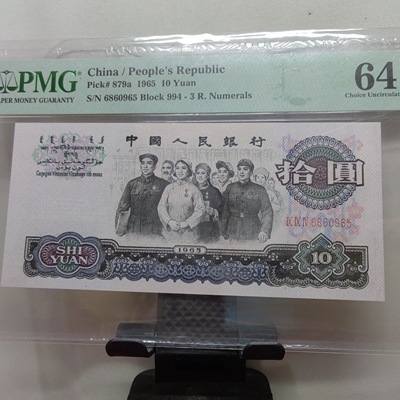 PMG
PAPER MONEY GUARANTY
China / People's Republic
Pick# 879a 1965 10 Yuan
S/N 6860965 Block 994 - 3 R. Numerals
64
Choice Uncirculat
中國人民銀行
拾圓
6860965
SHI
YUAN
1965
10